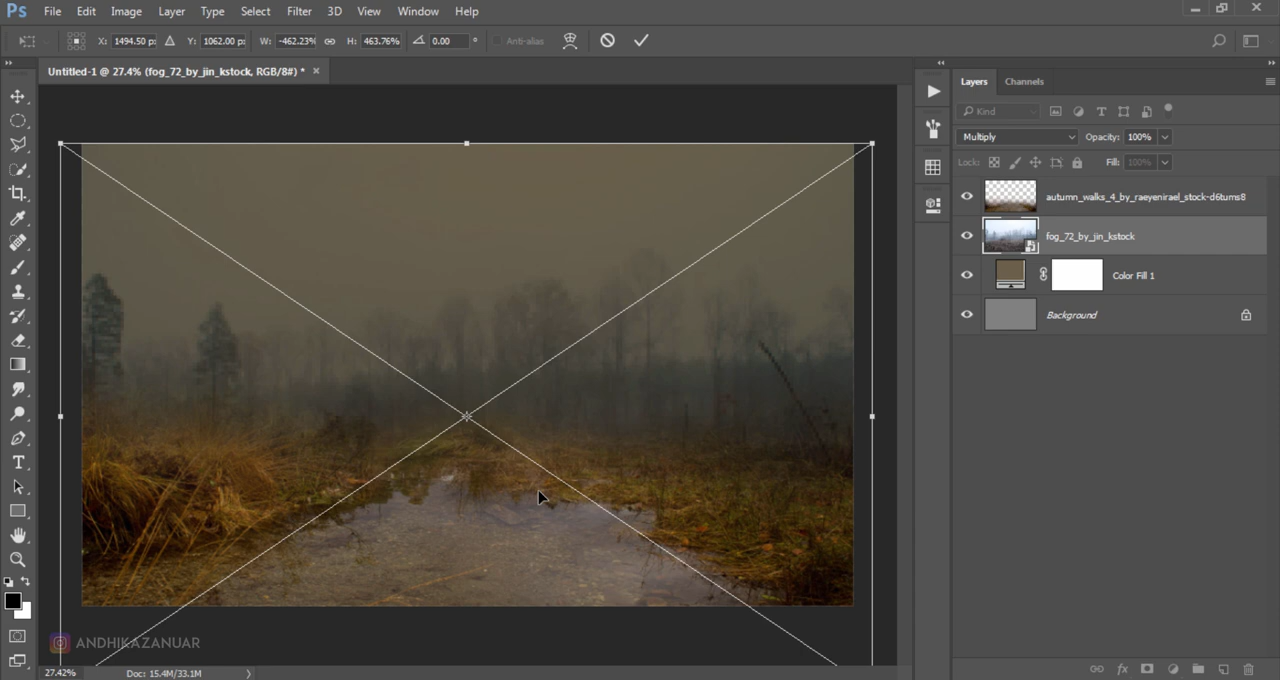 Ps File Edit Image Layer Type Select Filter 3D View Window Help
X: 1494.50 p: Y: 1062.00 p: W: -462.23% H: 463.76% 0.00 ° Anti-alias
Untitled-1 @ 27.4% (fog_72_by_jin_kstock, RGB/8#) * ×
Layers Channels
Kind
Multiply Opacity: 100%
Lock: Fill: 100%
autumn_walks_4_by_raeyenirael_stock-d6tums8
fog_72_by_jin_kstock
Color Fill 1
Background
ANDHIKAZANUAR
27.42% Doc: 15.4M/33.1M